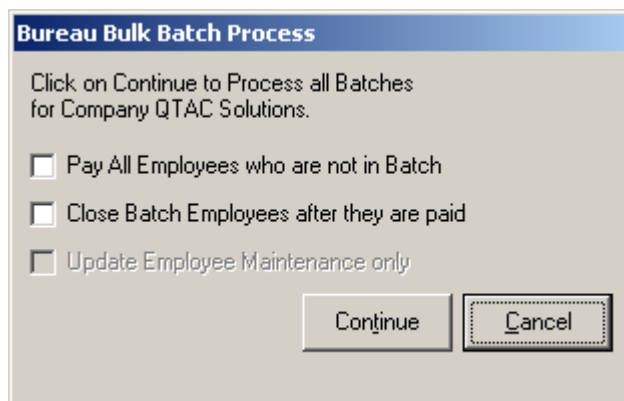 Bureau Bulk Batch Process
Click on Continue to Process all Batches
for Company QTAC Solutions.
Pay All Employees who are not in Batch
Close Batch Employees after they are paid
Update Employee Maintenance only
Continue Cancel